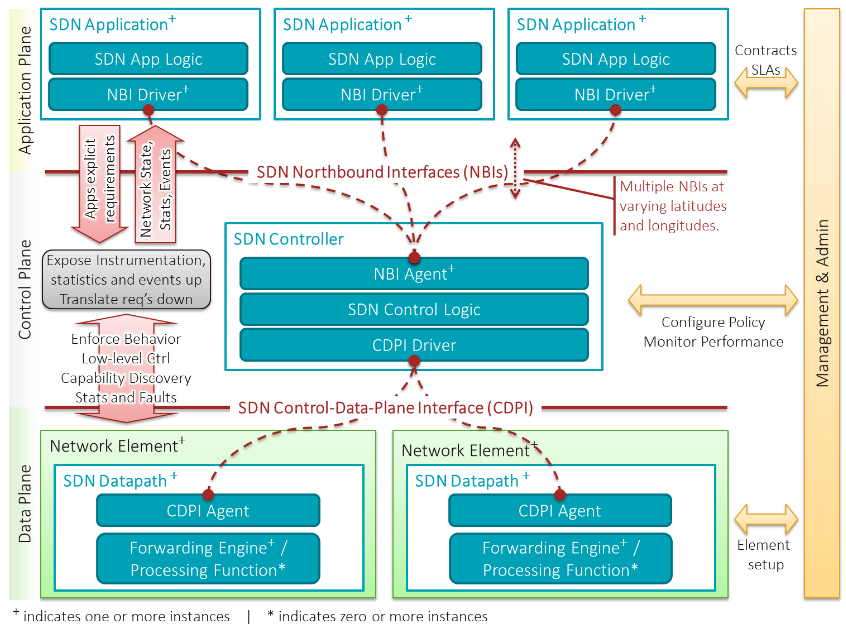 Application Plane
SDN Application+
SDN App Logic
NBI Driver+
SDN Application+
SDN App Logic
NBI Driver+
SDN Application+
SDN App Logic
NBI Driver+
Contracts
SLAs
Apps explicit
requirements
Network State,
Stats, Events
SDN Northbound Interfaces (NBIs)
Multiple NBIs at
varying latitudes
and longitudes.
Control Plane
Expose Instrumentation,
statistics and events up
Translate req's down
SDN Controller
NBI Agent+
SDN Control Logic
CDPI Driver
Configure Policy
Monitor Performance
Management & Admin
Enforce Behavior
Low-level Ctrl
Capability Discovery
Stats and Faults
SDN Control-Data-Plane Interface (CDPI)
Data Plane
Network Element+
SDN Datapath+
CDPI Agent
Forwarding Engine+ /
Processing Function*
Network Element+
SDN Datapath+
CDPI Agent
Forwarding Engine+ /
Processing Function*
Element
setup
+ indicates one or more instances | * indicates zero or more instances